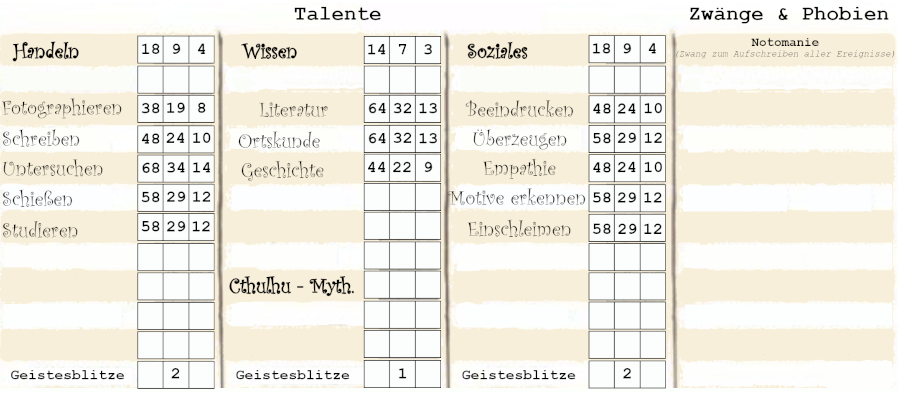 Talente
Zwänge & Phobien
Handeln 18 9 4
Fotographieren 38 19 8
Schreiben 48 24 10
Untersuchen 68 34 14
Schießen 58 29 12
Studieren 58 29 12
Geistesblitze 2
Wissen 14 7 3
Literatur 64 32 13
Ortskunde 64 32 13
Geschichte 44 22 9
Cthulhu - Myth.
Geistesblitze 1
Soziales 18 9 4
Beeindrucken 48 24 10
Überzeugen 58 29 12
Empathie 48 24 10
Motive erkennen 58 29 12
Einschleimen 58 29 12
Geistesblitze 2
Notomanie
(Zwang zum Aufschreiben aller Ereignisse)